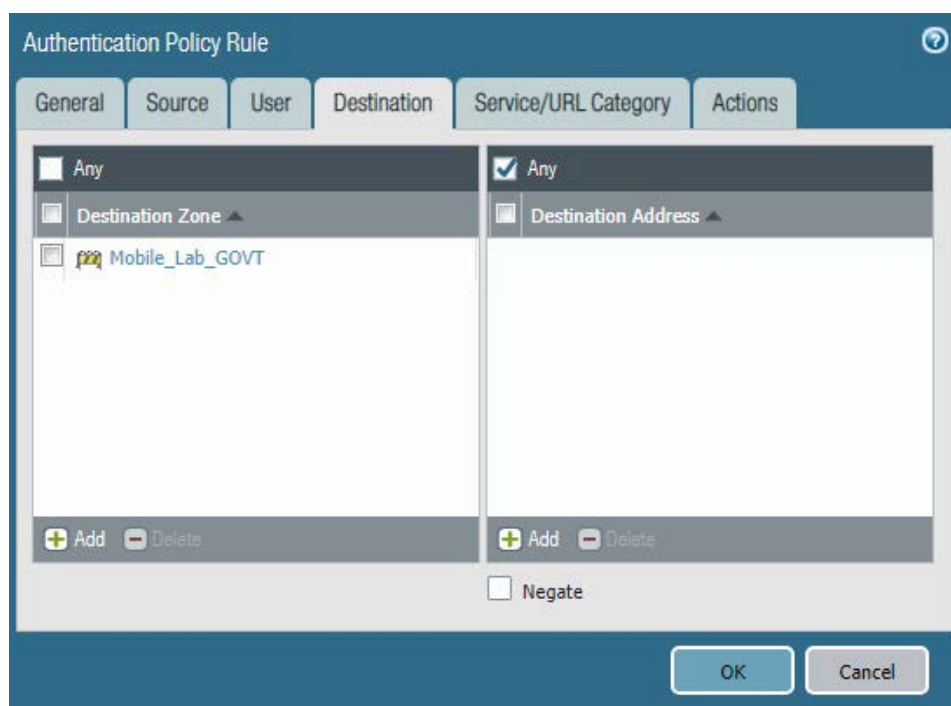 Authentication Policy Rule
General Source User Destination Service/URL Category Actions
Any
Destination Zone
Mobile_Lab_GOVT
Add Delete
Any
Destination Address
Add Delete
Negate
OK Cancel